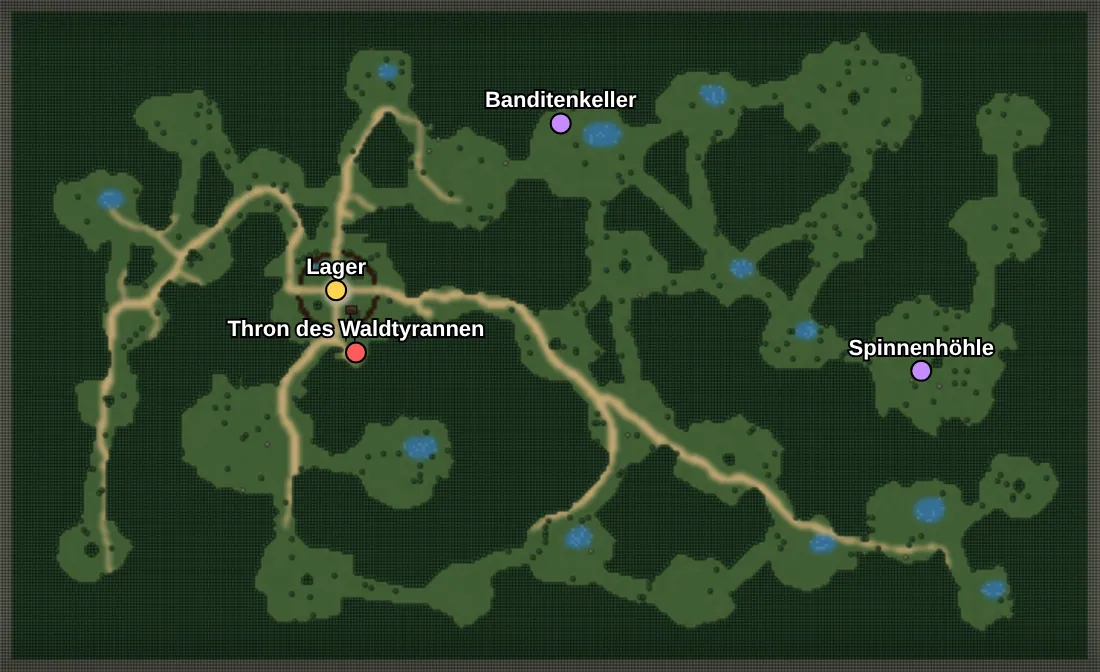 Banditenkeller
Lager
Thron des Waldtyrannen
Spinnenhöhle